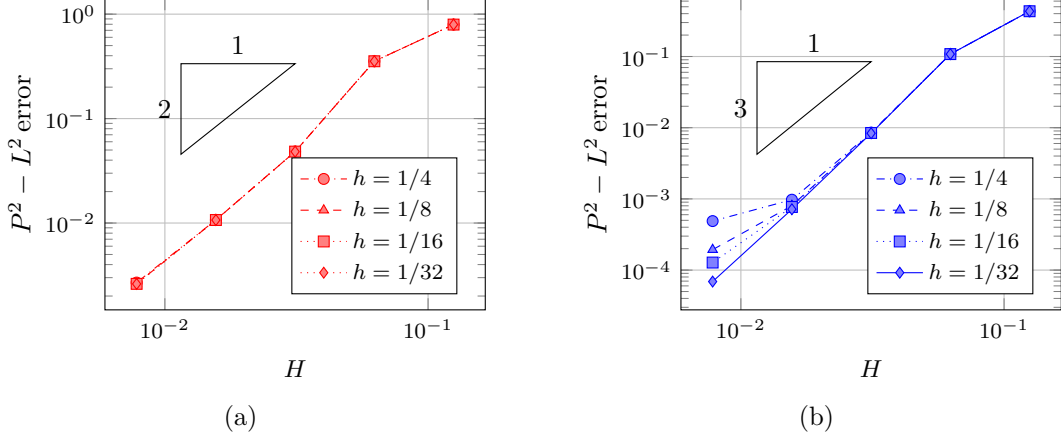 10^0
10^{-1}
10^{-2}
P^2 − L^2 error
1
2
h = 1/4
h = 1/8
h = 1/16
h = 1/32
10^{-2}
10^{-1}
H
(a)
10^{-1}
10^{-2}
10^{-3}
10^{-4}
P^2 − L^2 error
1
3
h = 1/4
h = 1/8
h = 1/16
h = 1/32
10^{-2}
10^{-1}
H
(b)